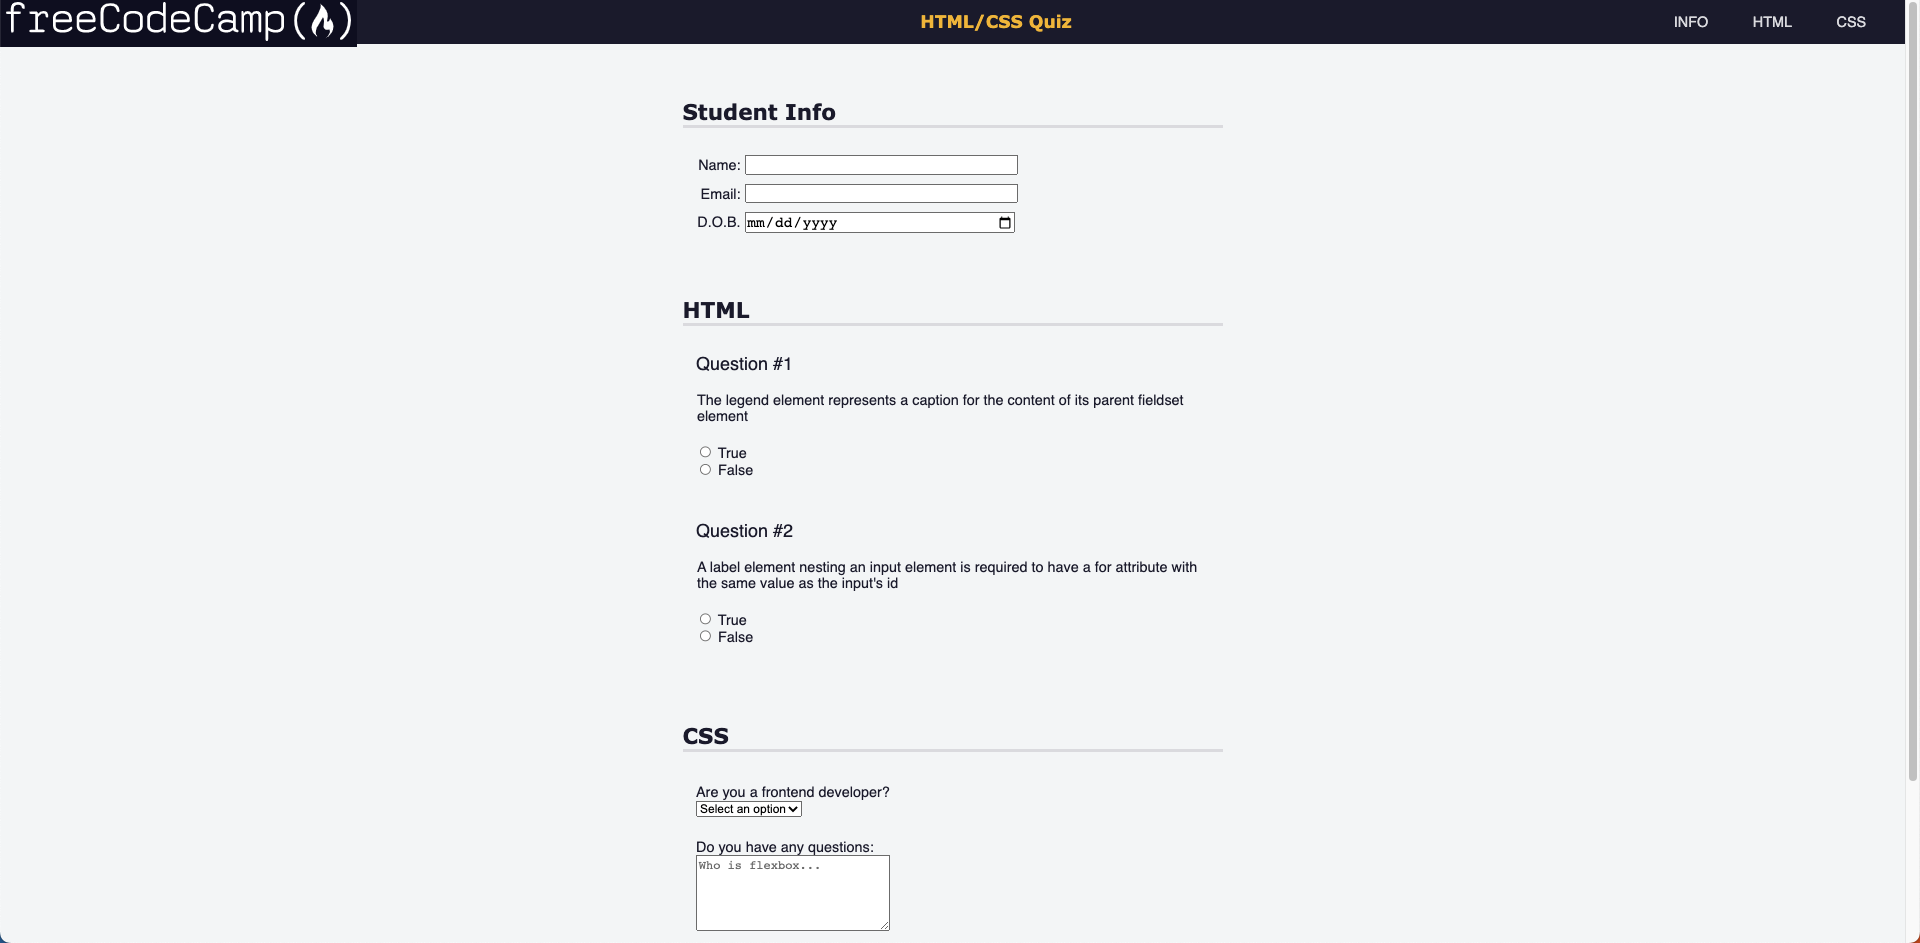 freeCodeCamp(🔥)
HTML/CSS Quiz
INFO
HTML
CSS
Student Info
Name:
Email:
D.O.B. mm/dd/yyyy
HTML
Question #1
The legend element represents a caption for the content of its parent fieldset
element
True
False
Question #2
A label element nesting an input element is required to have a for attribute with
the same value as the input's id
True
False
CSS
Are you a frontend developer?
Select an option
Do you have any questions:
Who is flexbox...